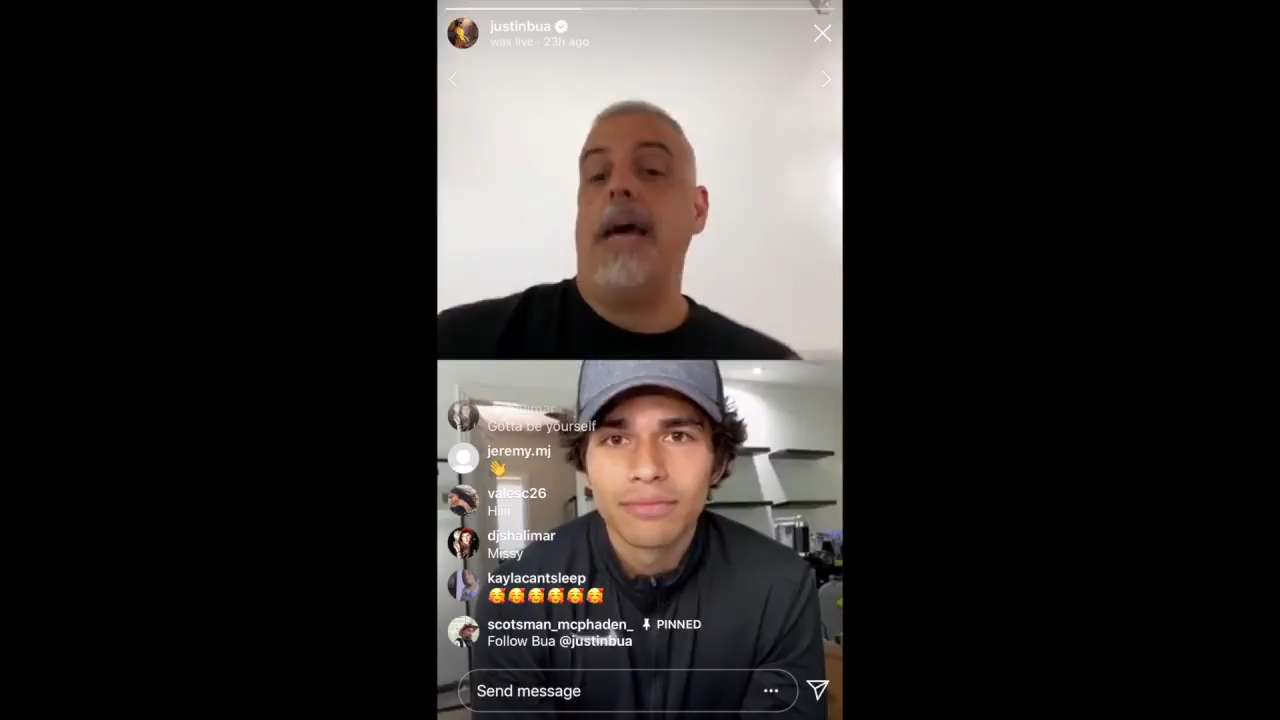 justinbua
was live · 23h ago
Gotta be yourself
jeremy.mj
👋
valesc26
djshalimar
Missy
kaylacantsleep
🥰🥰🥰🥰🥰🥰
scotsman_mcphaden_ PINNED
Follow Bua @justinbua
Send message